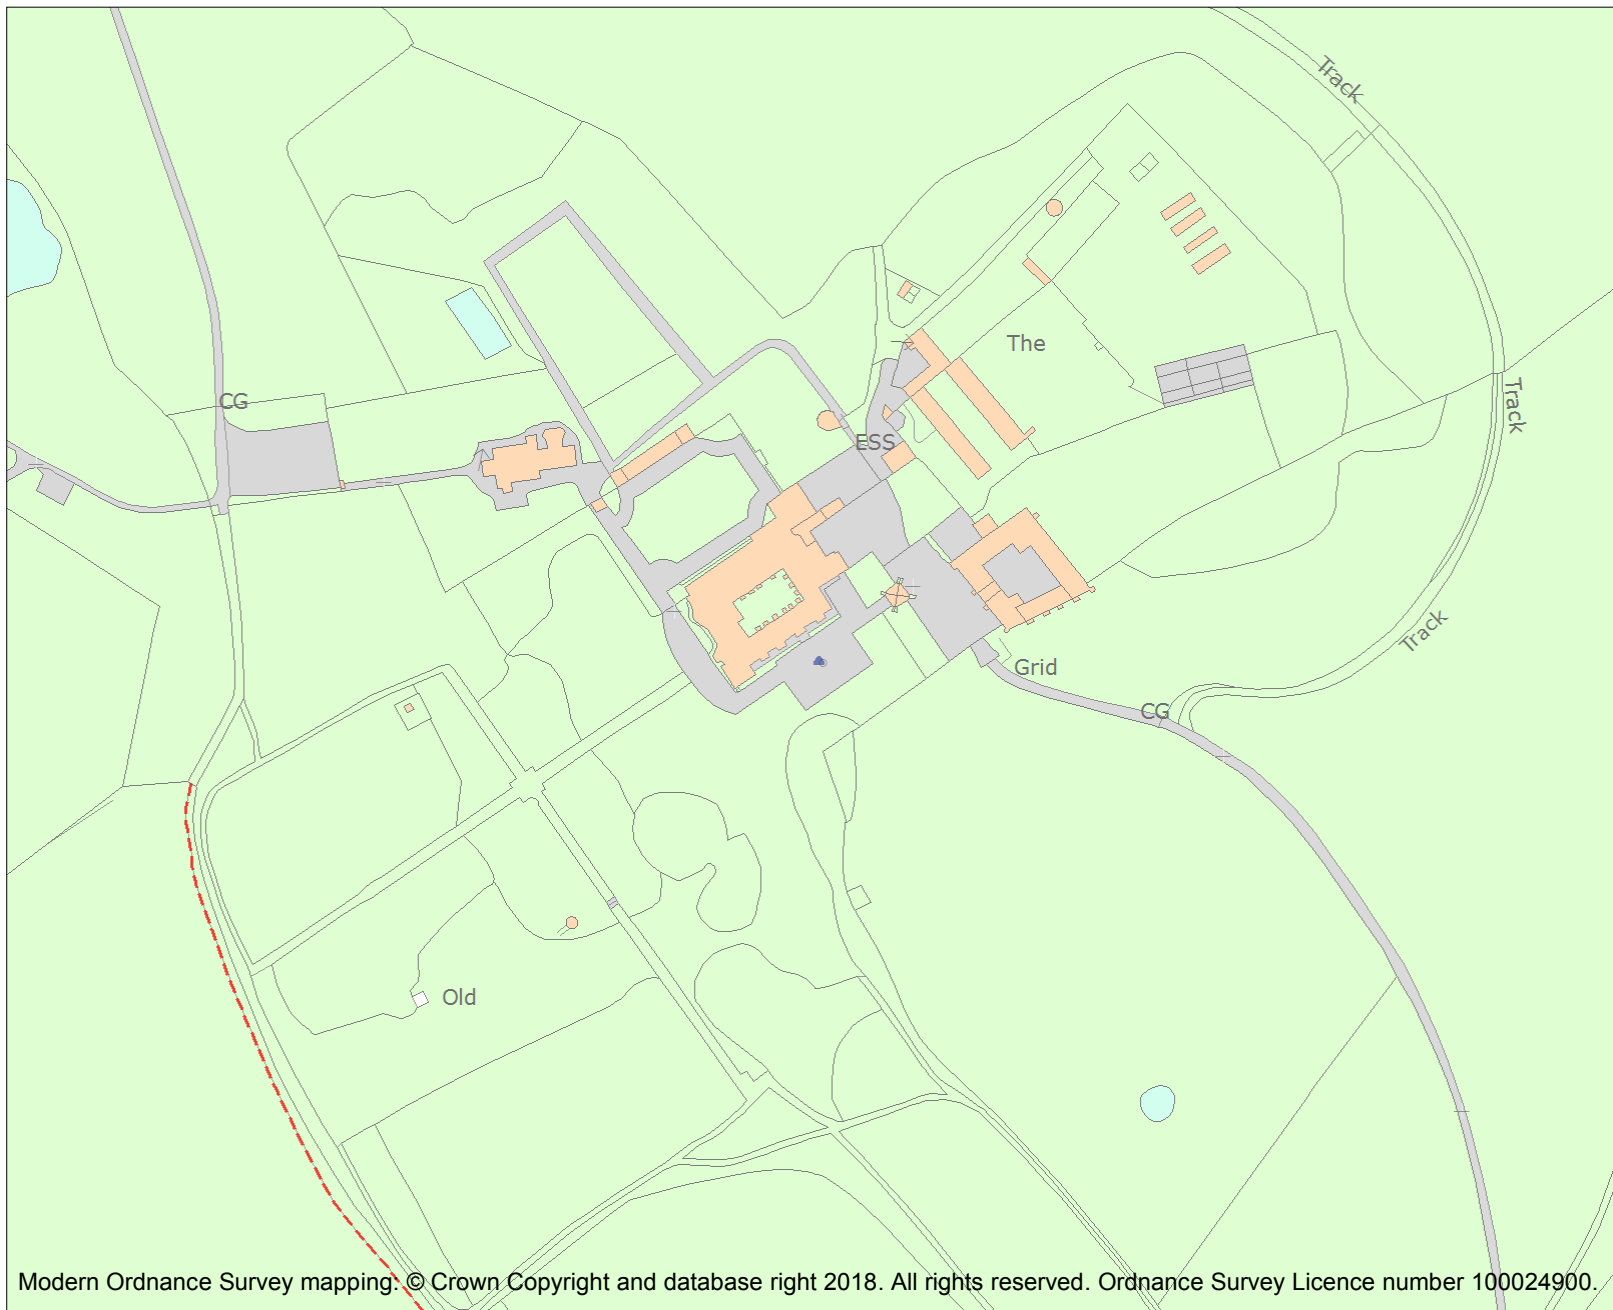 Track
The
CG
Track
ESS
Track
Grid
CG
Old
Modern Ordnance Survey mapping: © Crown Copyright and database right 2018. All rights reserved. Ordnance Survey Licence number 100024900.